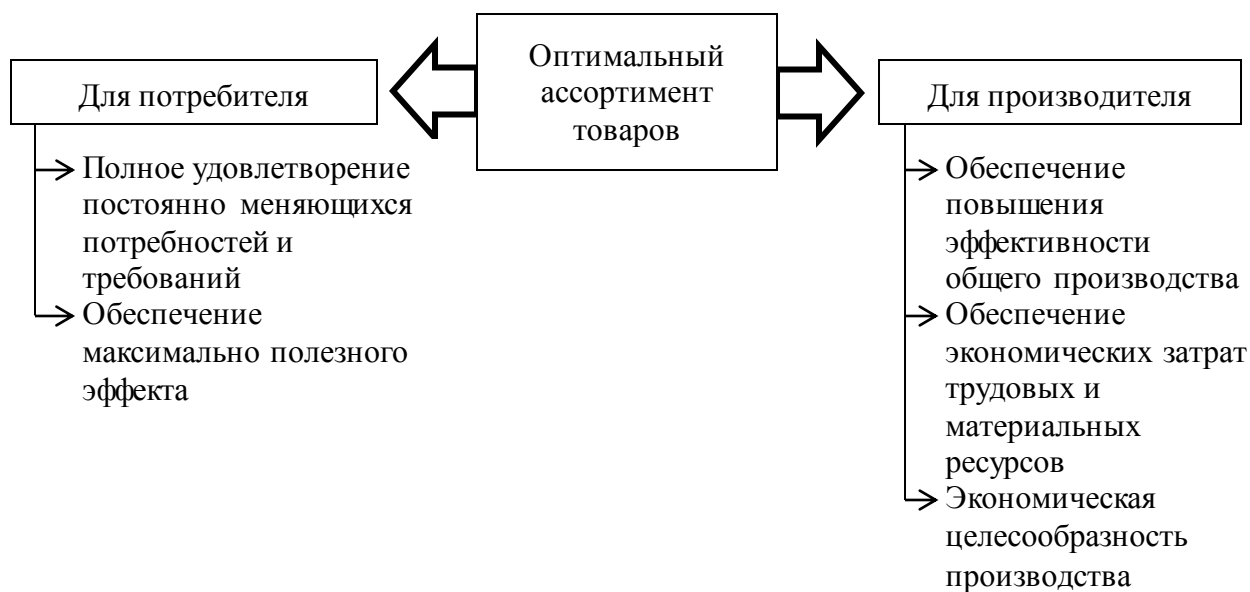 Оптимальный
ассортимент
товаров
Для потребителя
Полное удовлетворение
постоянно меняющихся
потребностей и
требований
Обеспечение
максимально полезного
эффекта
Для производителя
Обеспечение
повышения
эффективности
общего производства
Обеспечение
экономических затрат
трудовых и
материальных
ресурсов
Экономическая
целесообразность
производства